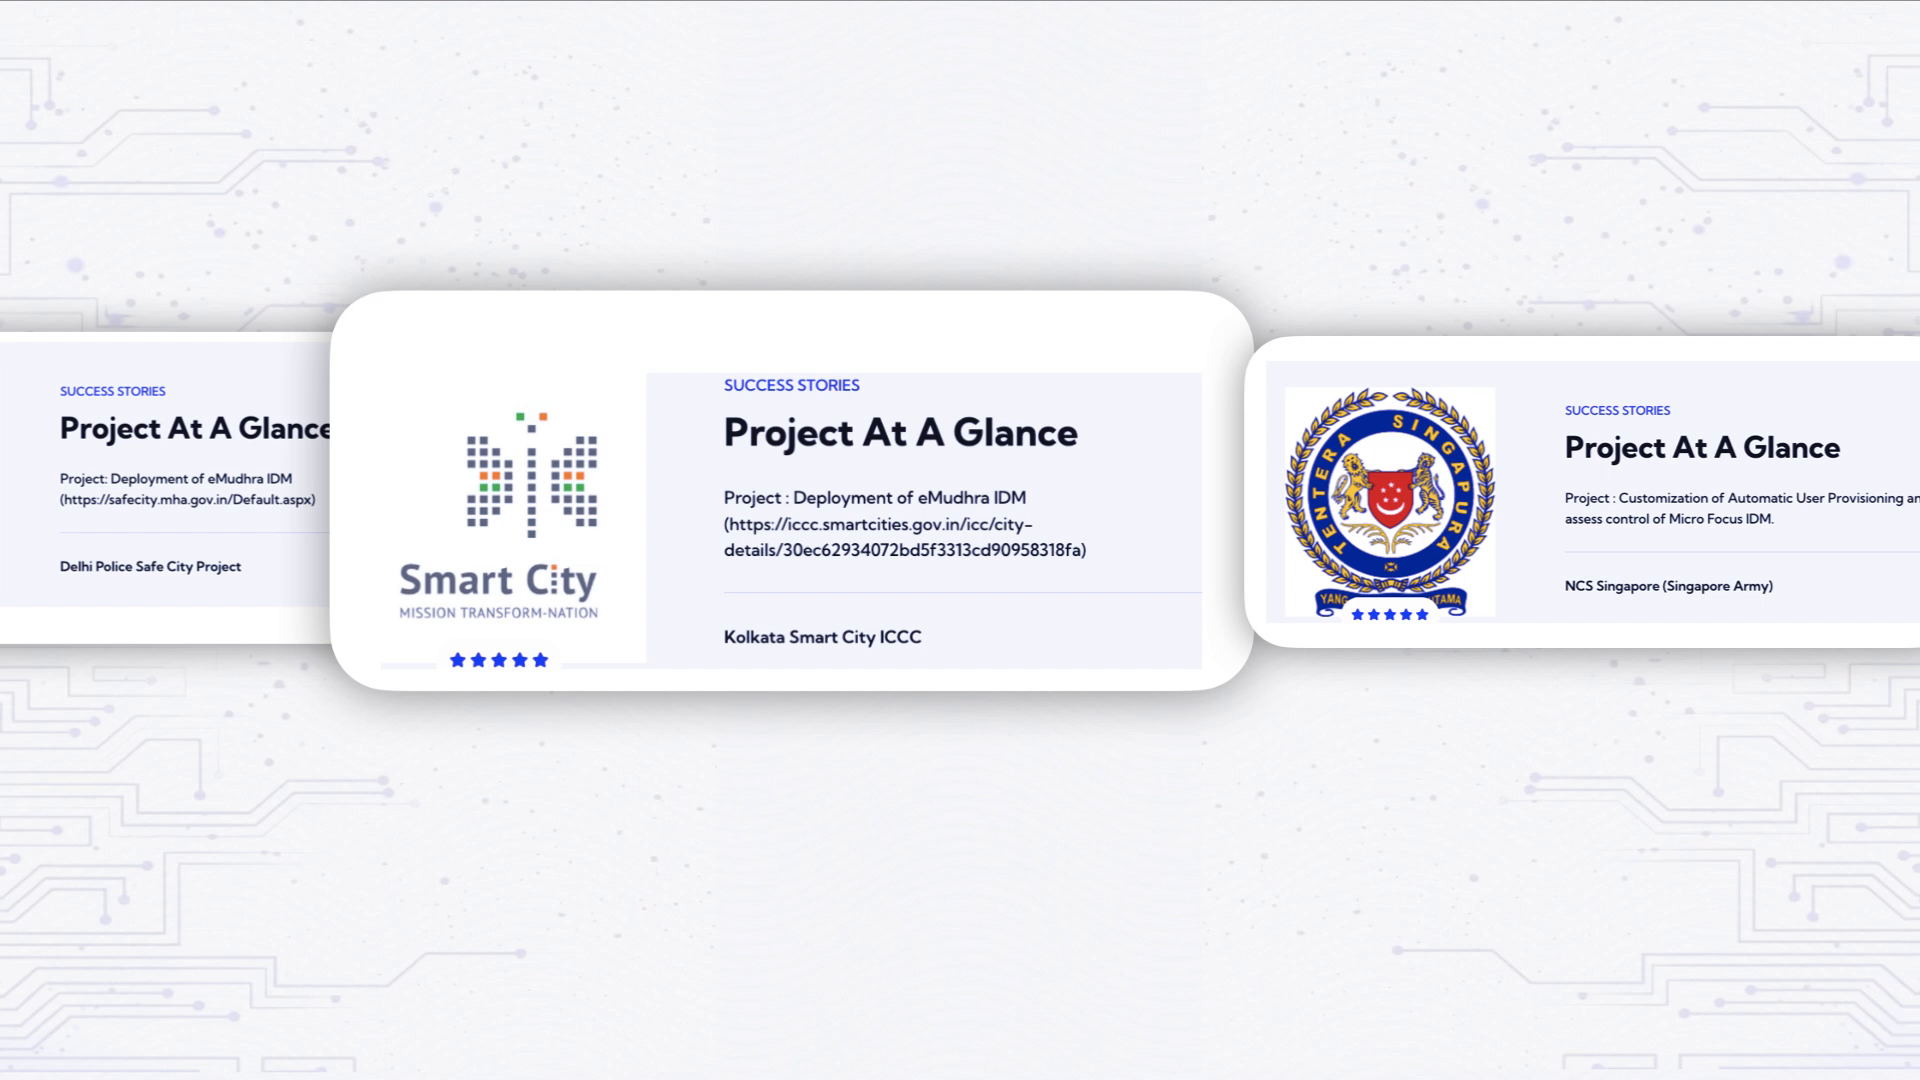 SUCCESS STORIES
Project At A Glance
Project: Deployment of eMudhra IDM
(https://safecity.mha.gov.in/Default.aspx)
Delhi Police Safe City Project
Smart City
MISSION TRANSFORM-NATION
SUCCESS STORIES
Project At A Glance
Project : Deployment of eMudhra IDM
(https://iccc.smartcities.gov.in/icc/city-
details/30ec62934072bd5f3313cd90958318fa)
Kolkata Smart City ICCC
TENTERA SINGAPURA
YANG
UTAMA
SUCCESS STORIES
Project At A Glance
Project : Customization of Automatic User Provisioning an
assess control of Micro Focus IDM.
NCS Singapore (Singapore Army)